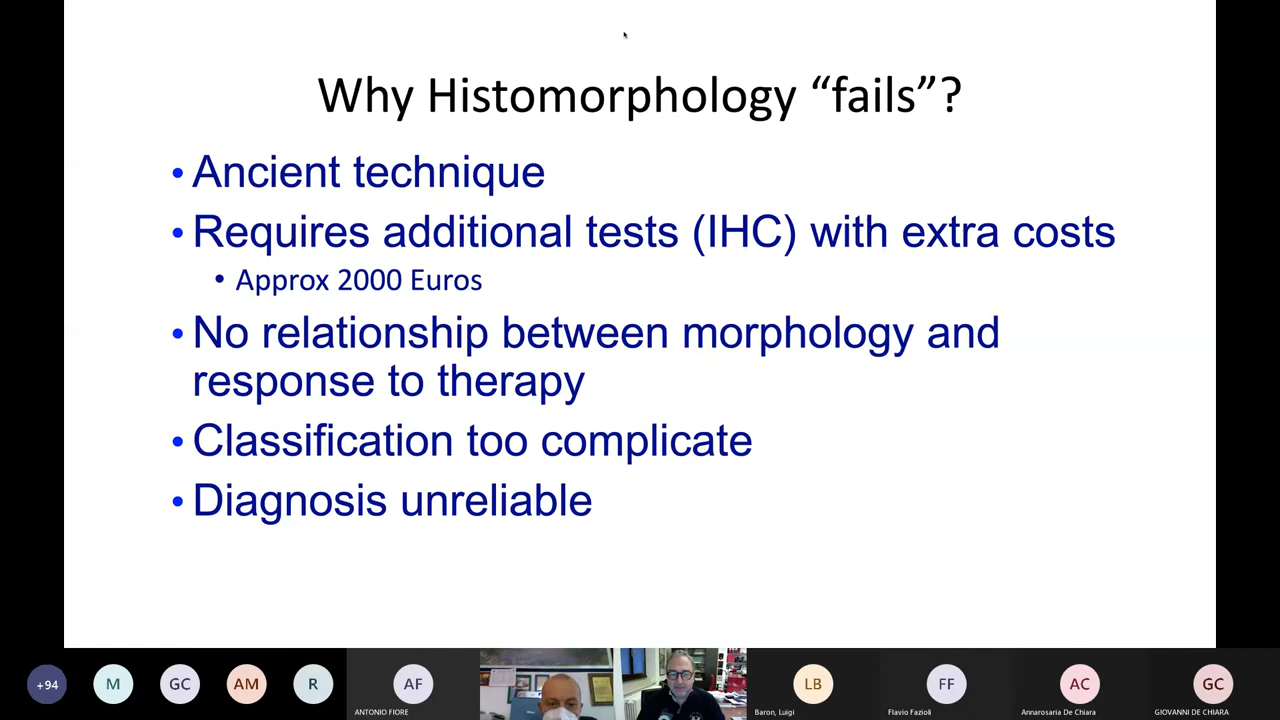 Why Histomorphology “fails”?
• Ancient technique
• Requires additional tests (IHC) with extra costs
• Approx 2000 Euros
• No relationship between morphology and
response to therapy
• Classification too complicate
• Diagnosis unreliable
+94
M
GC
AM
R
AF
LB
FF
AC
GC
ANTONIO FIORE
Baron, Luigi
Flavio Fazioli
Annarosaria De Chiara
GIOVANNI DE CHIARA